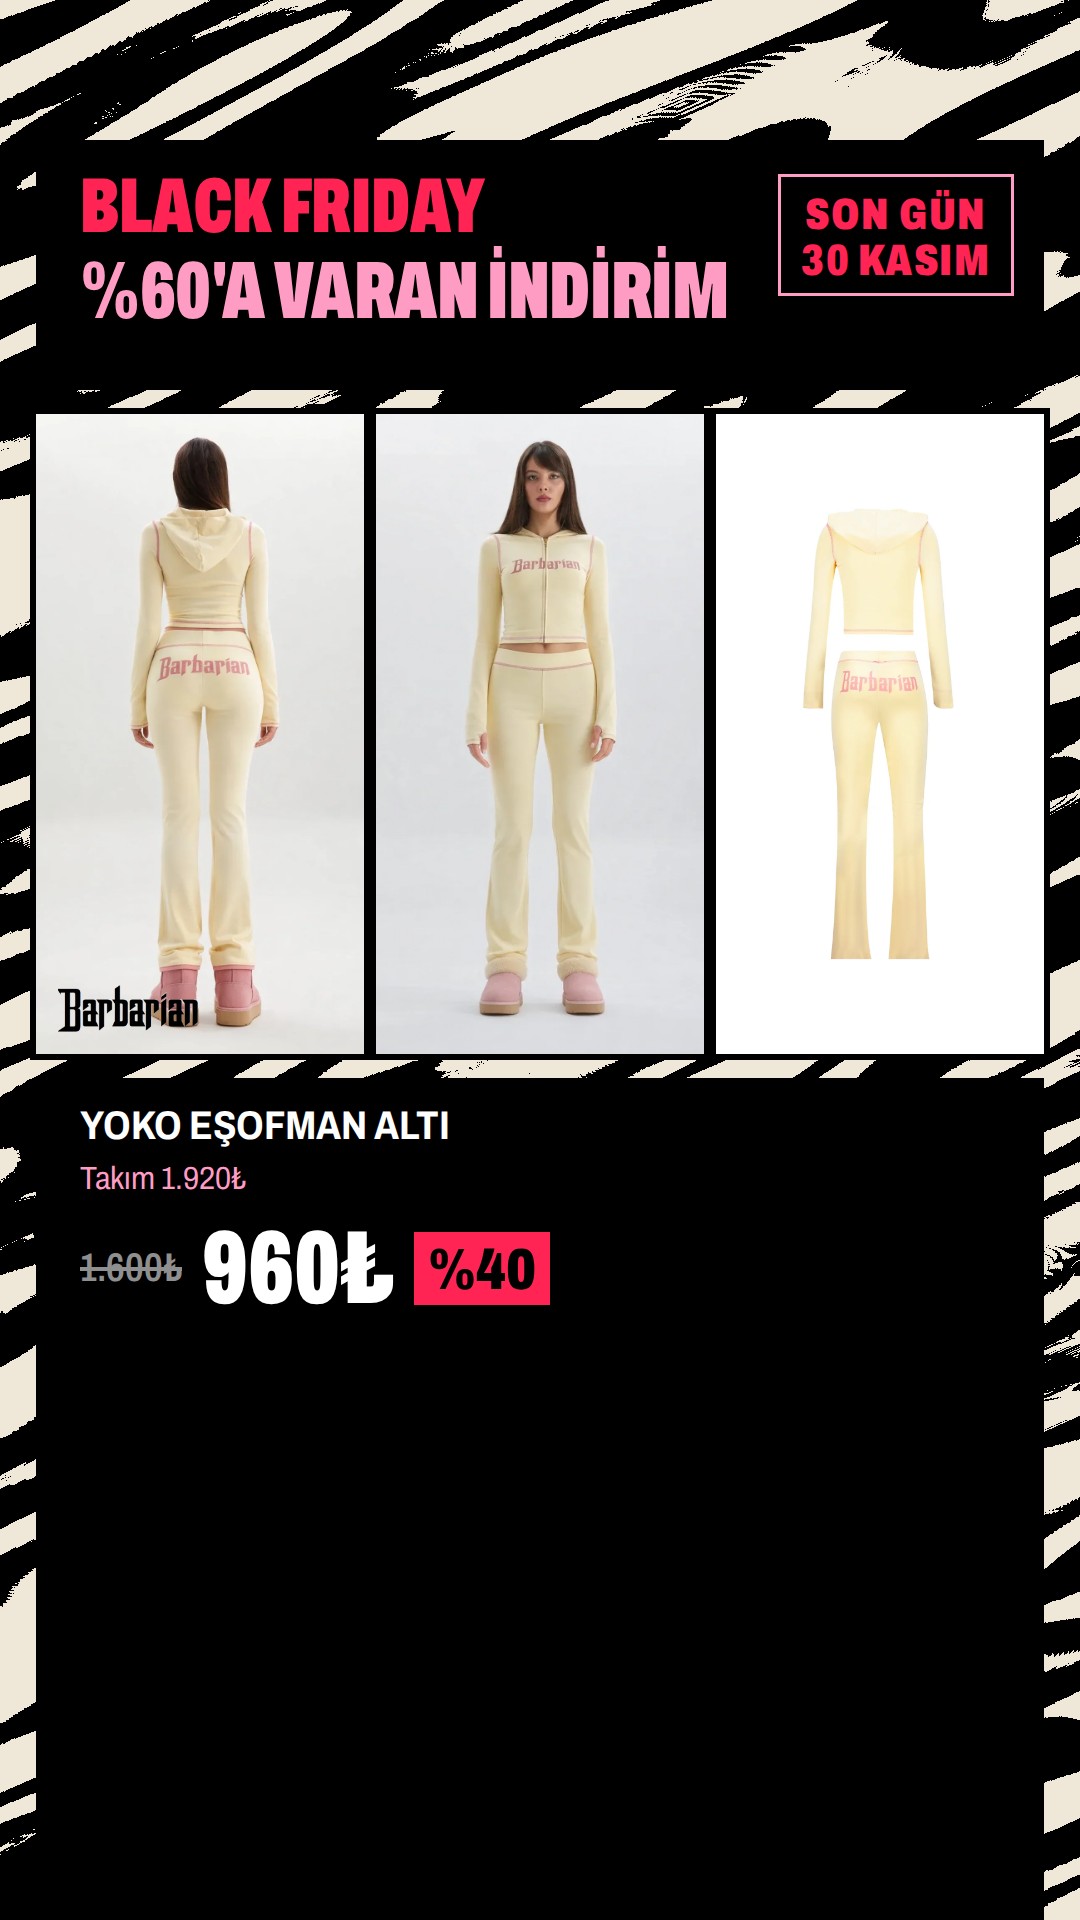 BLACK FRIDAY
%60'A VARAN İNDİRİM
SON GÜN
30 KASIM
Barbarian
Barbarian
Barbarian
Barbarian
YOKO EŞOFMAN ALTI
Takım 1.920₺
1.600₺ 960₺ %40